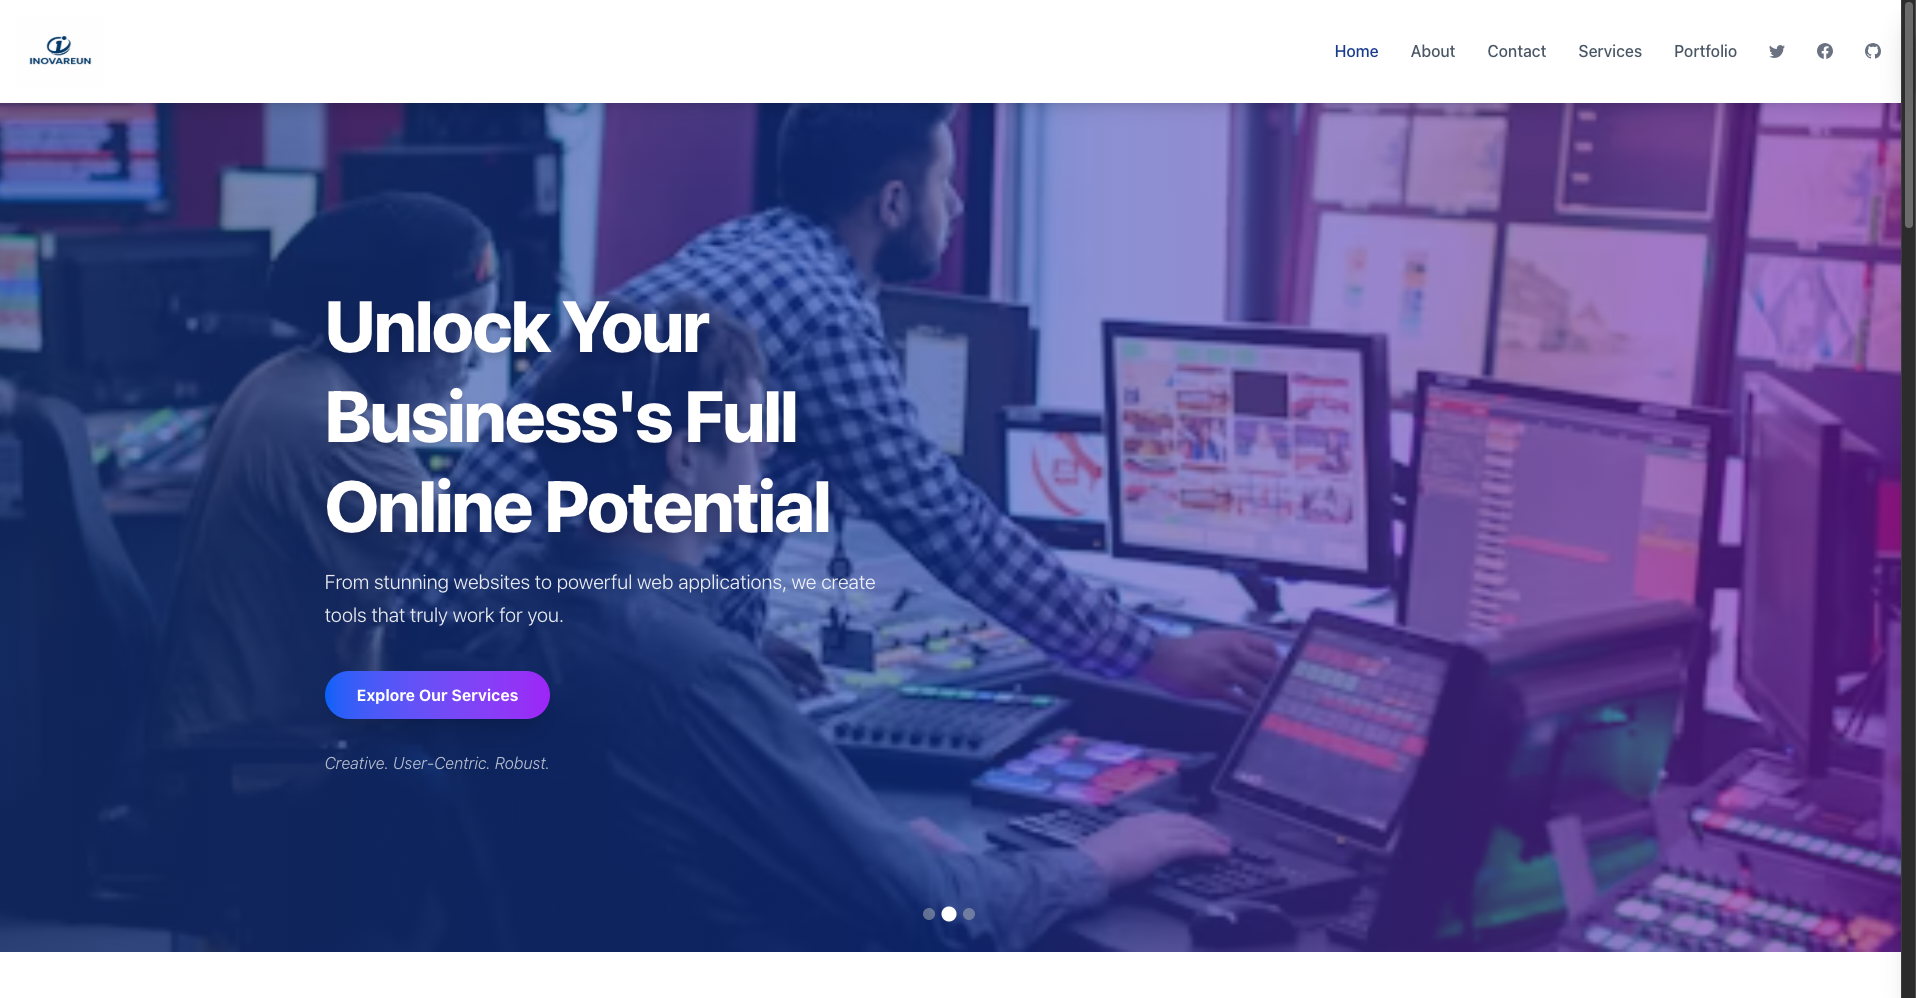 INOVAREUN
Home
About
Contact
Services
Portfolio
Unlock Your
Business's Full
Online Potential
From stunning websites to powerful web applications, we create
tools that truly work for you.
Explore Our Services
Creative. User-Centric. Robust.